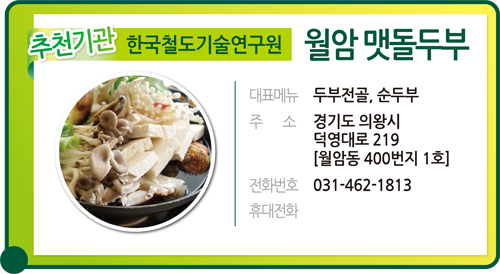 추천기관 한국철도기술연구원 월암 맷돌두부
대표메뉴 두부전골, 순두부
주 소 경기도 의왕시
덕영대로 219
[월암동 400번지 1호]
전화번호 031-462-1813
휴대전화